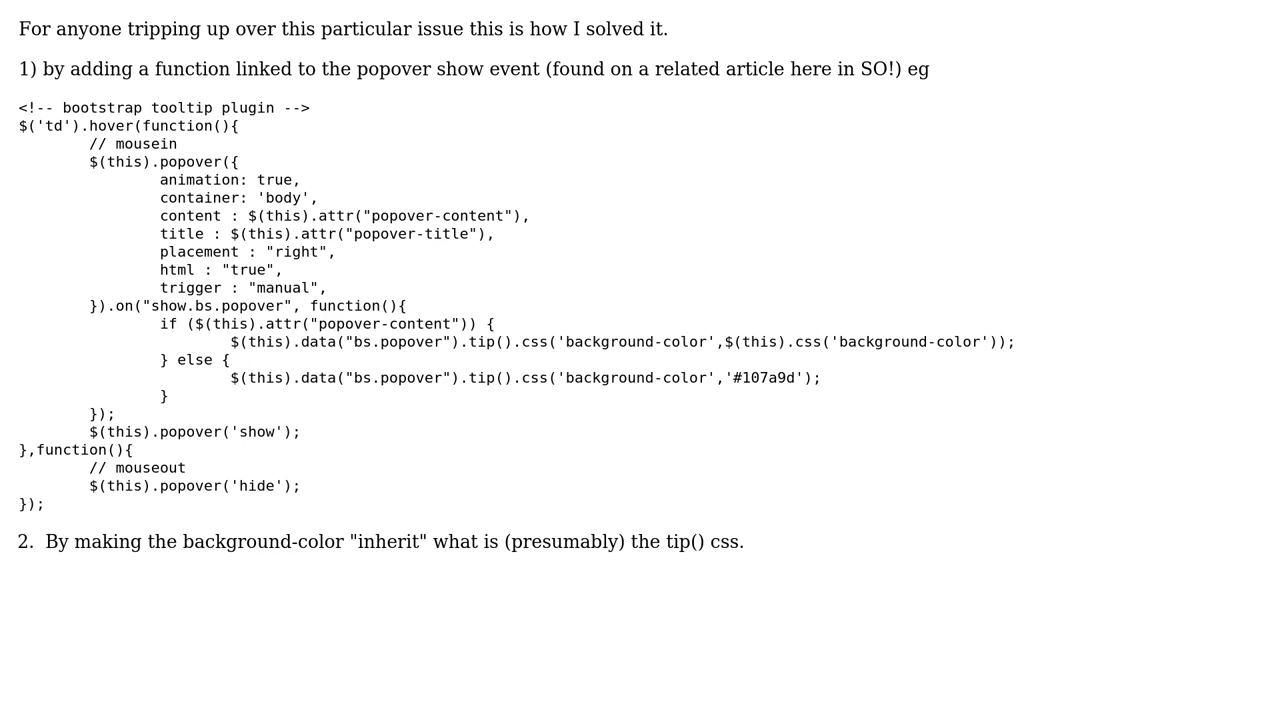 For anyone tripping up over this particular issue this is how I solved it.
1) by adding a function linked to the popover show event (found on a related article here in SO!) eg
<!-- bootstrap tooltip plugin -->
$('td').hover(function(){
        // mousein
        $(this).popover({
                animation: true,
                container: 'body',
                content : $(this).attr("popover-content"),
                title : $(this).attr("popover-title"),
                placement : "right",
                html : "true",
                trigger : "manual",
        }).on("show.bs.popover", function(){
                if ($(this).attr("popover-content")) {
                        $(this).data("bs.popover").tip().css('background-color',$(this).css('background-color'));
                } else {
                        $(this).data("bs.popover").tip().css('background-color','#107a9d');
                }
        });
        $(this).popover('show');
},function(){
        // mouseout
        $(this).popover('hide');
});
2. By making the background-color "inherit" what is (presumably) the tip() css.